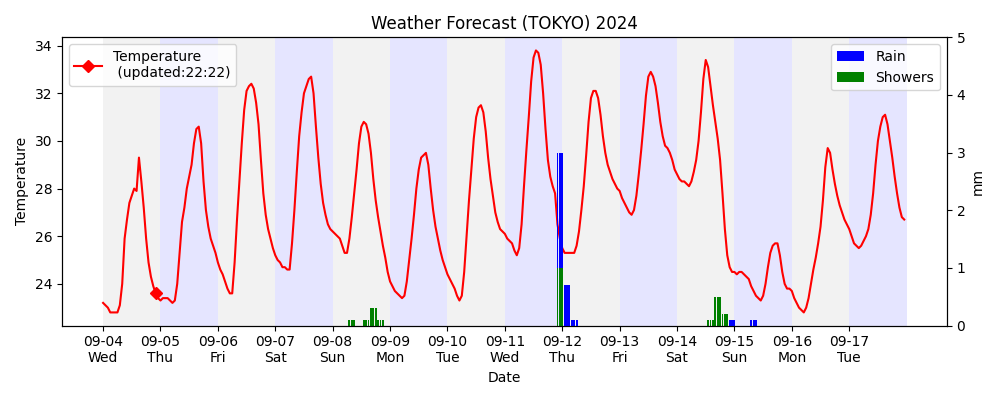 Weather Forecast (TOKYO) 2024
Temperature
(updated:22:22)
Rain
Showers
Temperature
34
32
30
28
26
24
5
4
3
2
1
0
mm
09-04 09-05 09-06 09-07 09-08 09-09 09-10 09-11 09-12 09-13 09-14 09-15 09-16 09-17
Wed Thu Fri Sat Sun Mon Tue Wed Thu Fri Sat Sun Mon Tue
Date